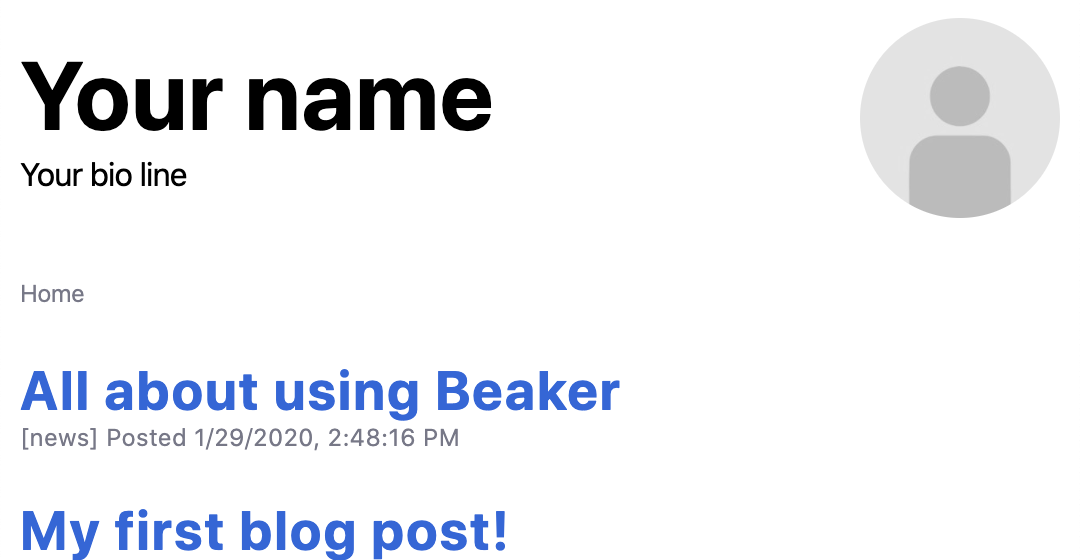 Your name
Your bio line
Home
All about using Beaker
[news] Posted 1/29/2020, 2:48:16 PM
My first blog post!